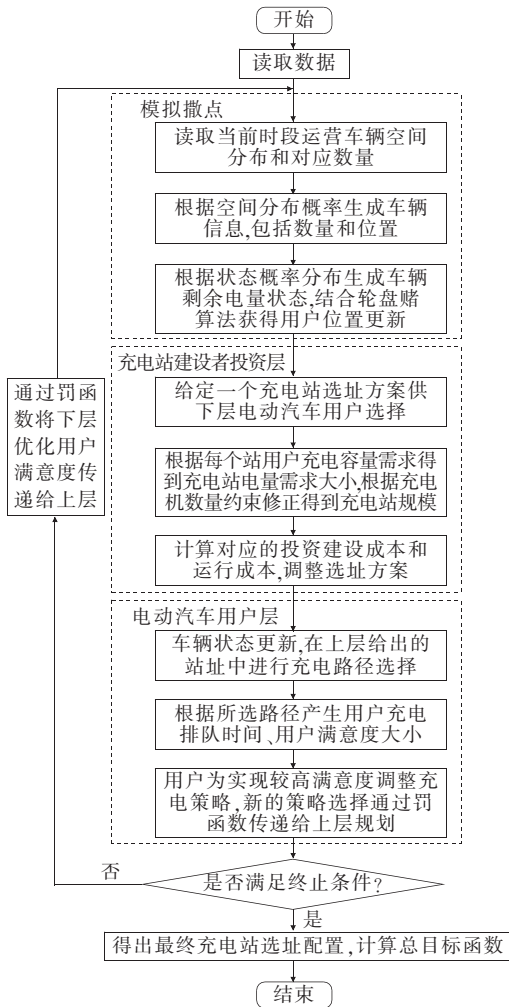 开始
读取数据
模拟撒点
读取当前时段运营车辆空间
分布和对应数量
根据空间分布概率生成车辆
信息,包括数量和位置
根据状态概率分布生成车辆
剩余电量状态,结合轮盘赌
算法获得用户位置更新
充电站建设者投资层
给定一个充电站选址方案供
下层电动汽车用户选择
根据每个站用户充电容量需求得
到充电站电量需求大小,根据充电
机数量约束修正得到充电站规模
计算对应的投资建设成本和
运行成本,调整选址方案
通过罚函
数将下层
优化用户
满意度传
递给上层
电动汽车用户层
车辆状态更新,在上层给出的
站址中进行充电路径选择
根据所选路径产生用户充电
排队时间、用户满意度大小
用户为实现较高满意度调整充
电策略,新的策略选择通过罚
函数传递给上层规划
否
是否满足终止条件?
是
得出最终充电站选址配置,计算总目标函数
结束